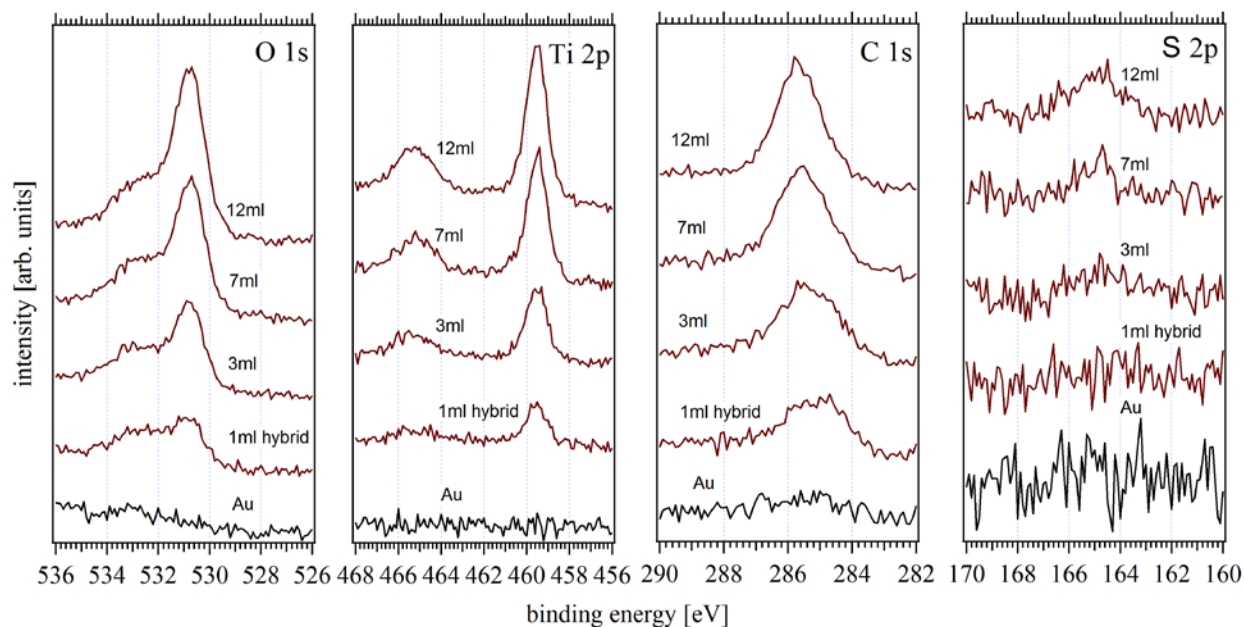 O 1s
12ml
7ml
3ml
1ml hybrid
Au
536 534 532 530 528 526
Ti 2p
12ml
7ml
3ml
1ml hybrid
Au
468 466 464 462 460 458 456
C 1s
12ml
7ml
3ml
1ml hybrid
Au
290 288 286 284 282
S 2p
12ml
7ml
3ml
1ml hybrid
Au
170 168 166 164 162 160
intensity [arb. units]
binding energy [eV]